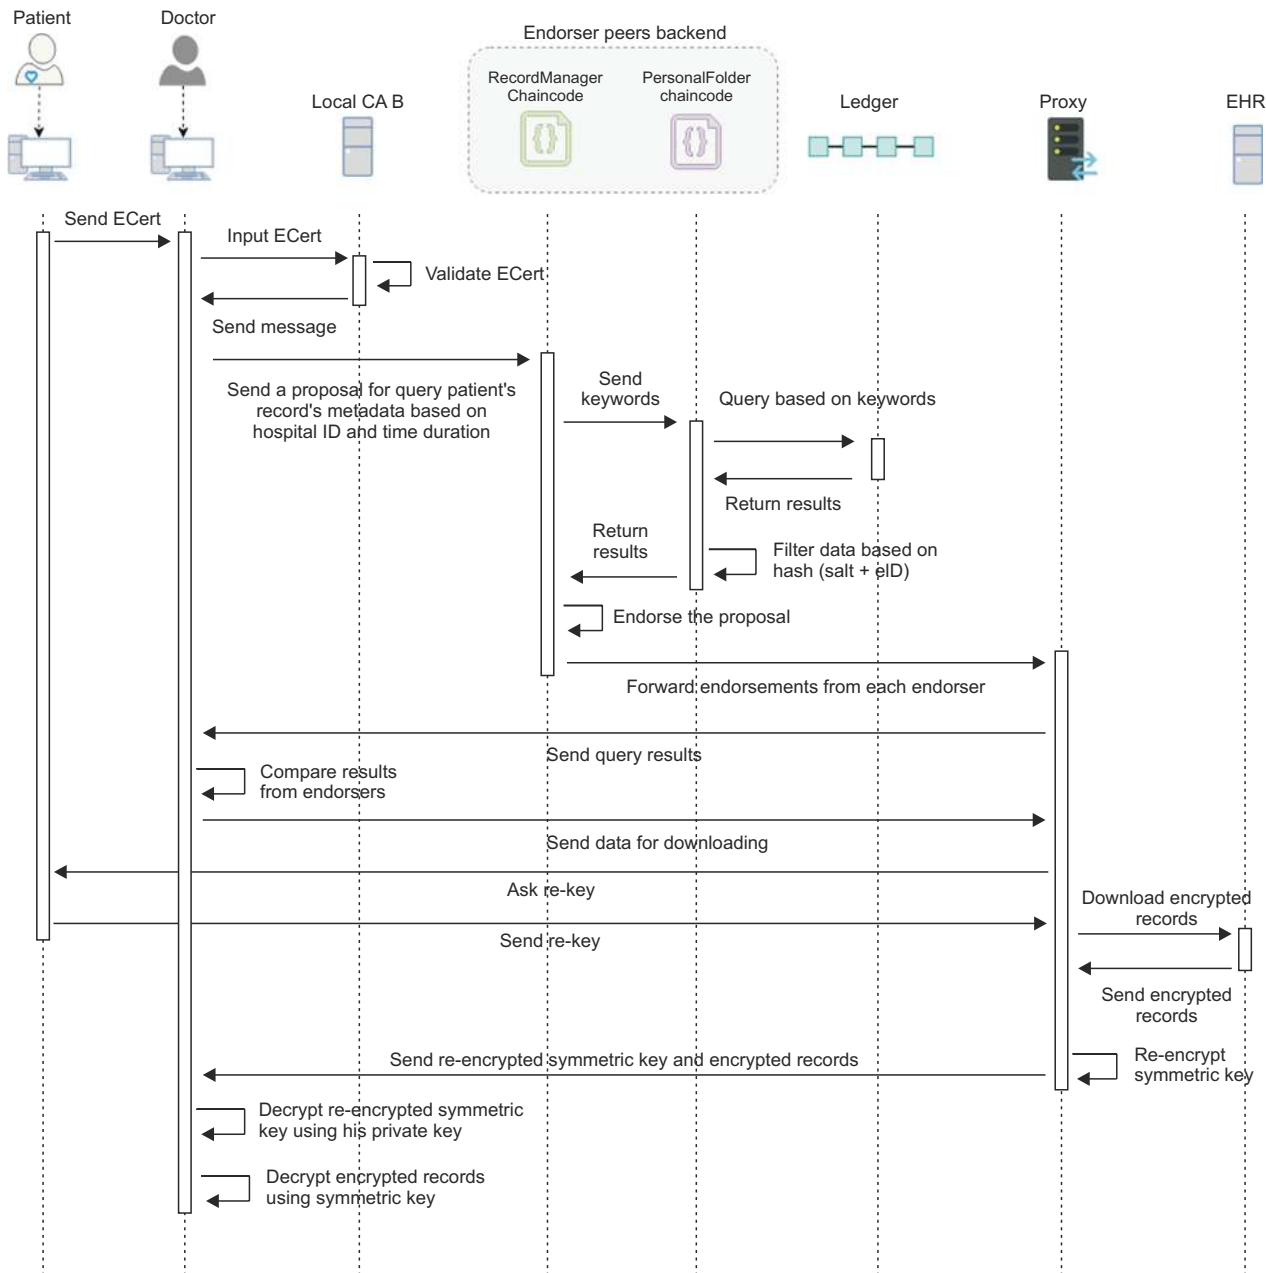 Patient
Doctor
Endorser peers backend
RecordManager
Chaincode
PersonalFolder
chaincode
Local CA B
Ledger
Proxy
EHR
Send ECert
Input ECert
Validate ECert
Send message
Send a proposal for query patient's
record's metadata based on
hospital ID and time duration
Send
keywords
Query based on keywords
Return results
Return
results
Filter data based on
hash (salt + eID)
Endorse the proposal
Forward endorsements from each endorser
Send query results
Compare results
from endorsers
Send data for downloading
Ask re-key
Download encrypted
records
Send re-key
Send encrypted
records
Send re-encrypted symmetric key and encrypted records
Re-encrypt
symmetric key
Decrypt re-encrypted symmetric
key using his private key
Decrypt encrypted records
using symmetric key